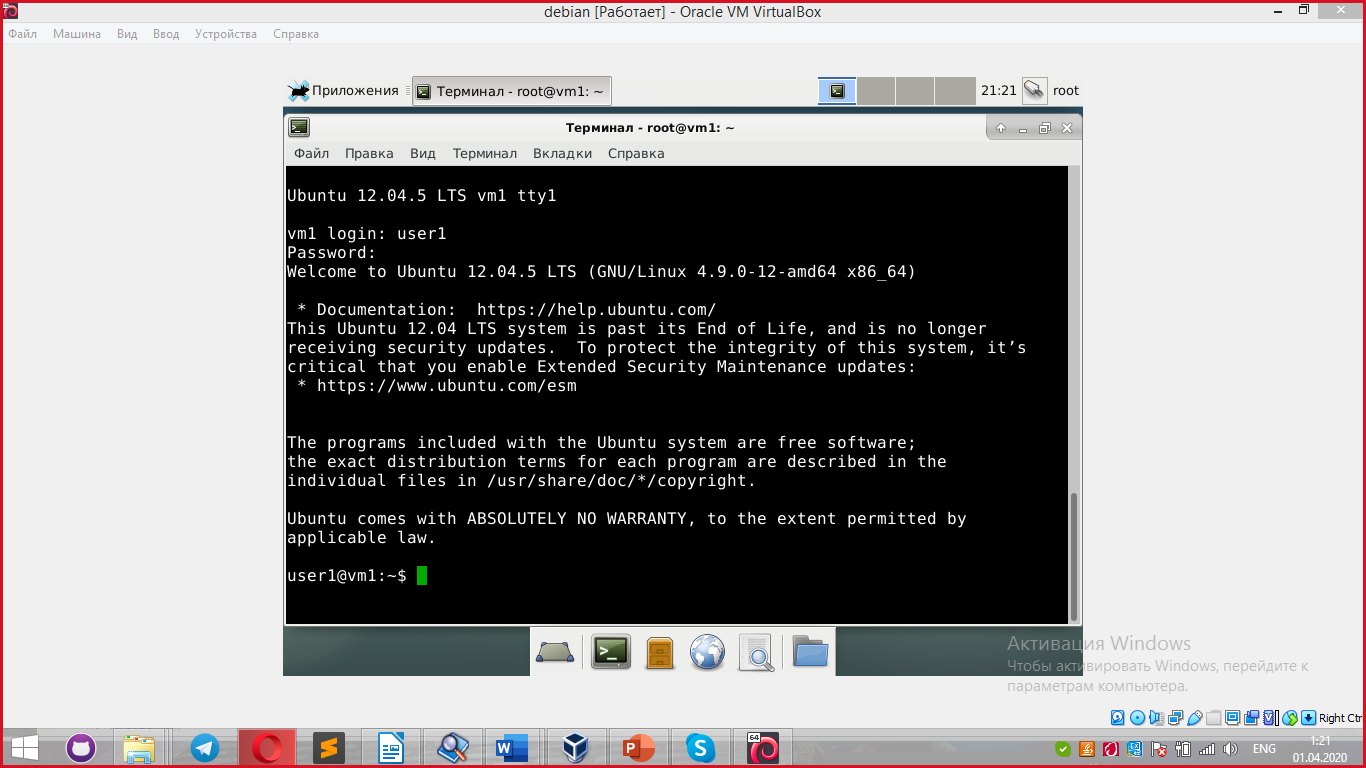 debian [Работает] - Oracle VM VirtualBox
Файл Машина Вид Ввод Устройства Справка
Приложения Терминал - root@vm1: ~ 21:21 root
Терминал - root@vm1: ~
Файл Правка Вид Терминал Вкладки Справка
Ubuntu 12.04.5 LTS vm1 tty1
vm1 login: user1
Password:
Welcome to Ubuntu 12.04.5 LTS (GNU/Linux 4.9.0-12-amd64 x86_64)
* Documentation:  https://help.ubuntu.com/
This Ubuntu 12.04 LTS system is past its End of Life, and is no longer
receiving security updates.  To protect the integrity of this system, it’s
critical that you enable Extended Security Maintenance updates:
* https://www.ubuntu.com/esm
The programs included with the Ubuntu system are free software;
the exact distribution terms for each program are described in the
individual files in /usr/share/doc/*/copyright.
Ubuntu comes with ABSOLUTELY NO WARRANTY, to the extent permitted by
applicable law.
user1@vm1:~$
Активация Windows
Чтобы активировать Windows, перейдите к
параметрам компьютера.
Right Ctr
ENG
1:21
01.04.2020